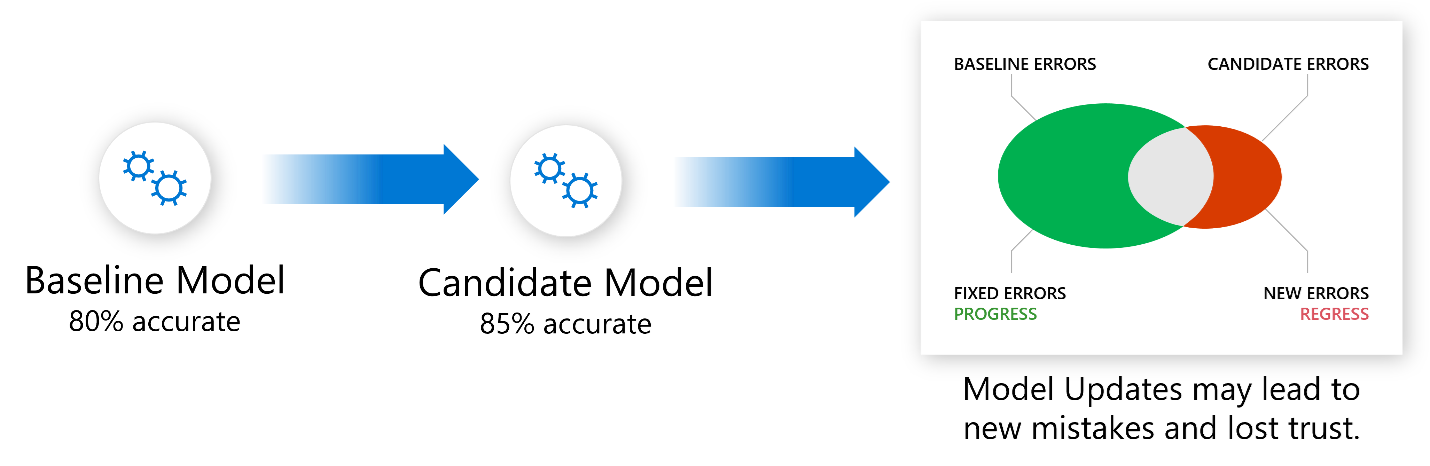 Baseline Model
80% accurate
Candidate Model
85% accurate
BASELINE ERRORS
CANDIDATE ERRORS
FIXED ERRORS
PROGRESS
NEW ERRORS
REGRESS
Model Updates may lead to
new mistakes and lost trust.